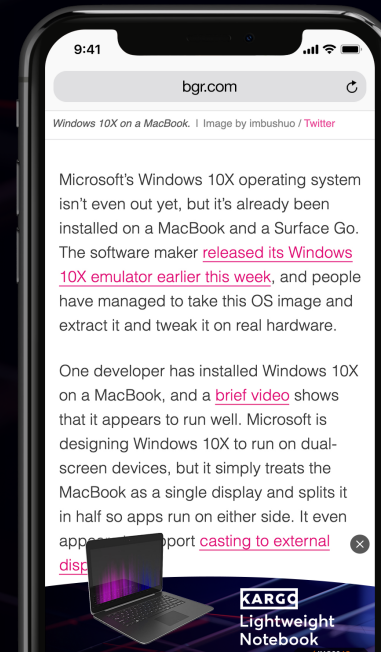 9:41
bgr.com
Windows 10X on a MacBook. | Image by imbushuo / Twitter
Microsoft's Windows 10X operating system
isn't even out yet, but it's already been
installed on a MacBook and a Surface Go.
The software maker released its Windows
10X emulator earlier this week, and people
have managed to take this OS image and
extract it and tweak it on real hardware.
One developer has installed Windows 10X
on a MacBook, and a brief video shows
that it appears to run well. Microsoft is
designing Windows 10X to run on dual-
screen devices, but it simply treats the
MacBook as a single display and splits it
in half so apps run on either side. It even
casting to external
KARGO
Lightweight
Notebook